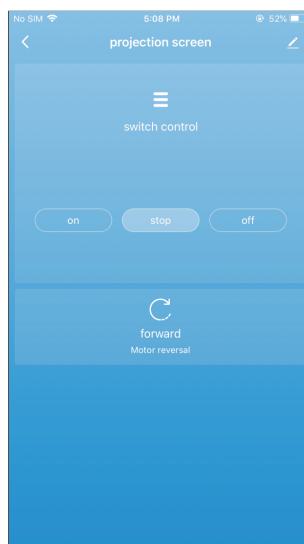 No SIM 5:08 PM 52%
projection screen
switch control
on stop off
forward
Motor reversal